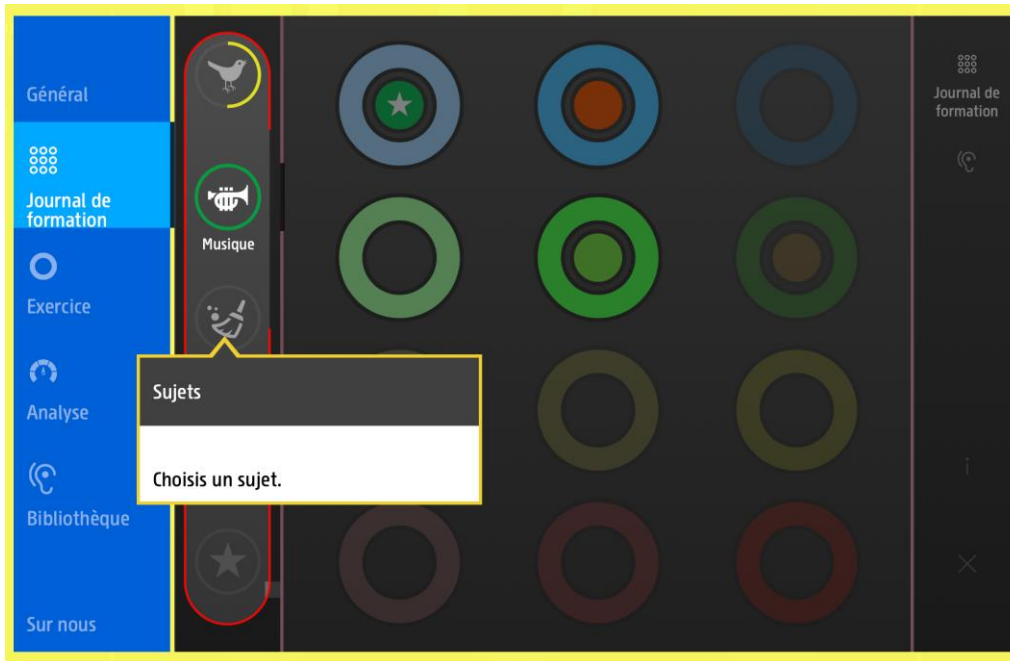 Général
Journal de
formation
Exercice
Analyse
Bibliothèque
Sur nous
Musique
Sujets
Choisis un sujet.
Journal de
formation
i